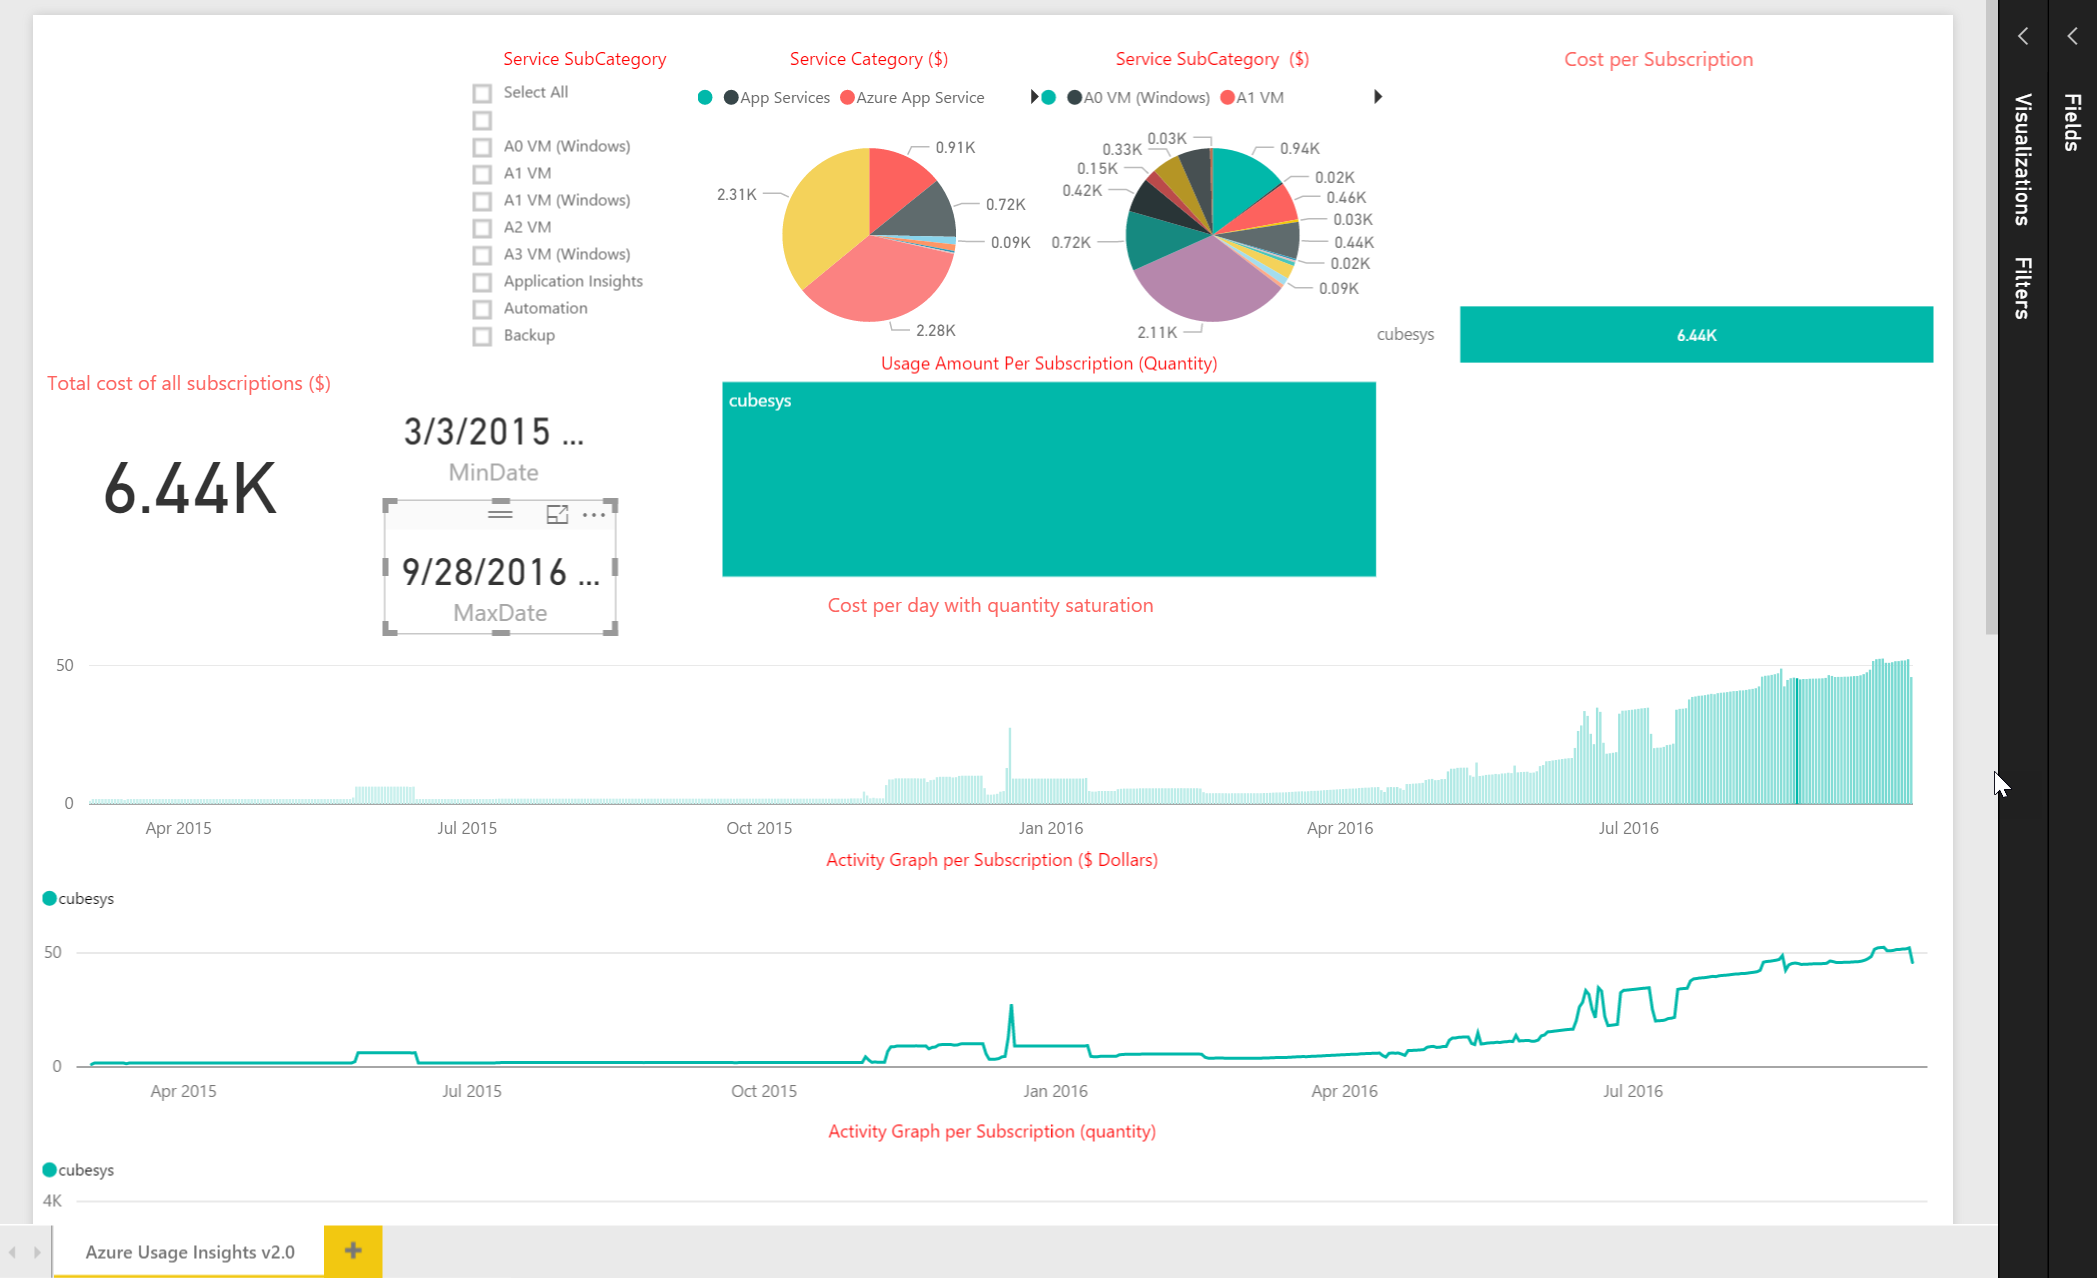 Service SubCategory
Select All
A0 VM (Windows)
A1 VM
A1 VM (Windows)
A2 VM
A3 VM (Windows)
Application Insights
Automation
Backup
Service Category ($)
App Services
Azure App Service
0.91K
0.72K
0.09K
2.28K
2.31K
Service SubCategory ($)
A0 VM (Windows)
A1 VM
0.03K
0.33K
0.15K
0.42K
0.72K
2.11K
0.94K
0.02K
0.46K
0.03K
0.44K
0.02K
0.09K
Cost per Subscription
cubesys
6.44K
Total cost of all subscriptions ($)
6.44K
3/3/2015 ...
MinDate
9/28/2016 ...
MaxDate
Usage Amount Per Subscription (Quantity)
cubesys
Cost per day with quantity saturation
50
0
Apr 2015
Jul 2015
Oct 2015
Jan 2016
Apr 2016
Jul 2016
Activity Graph per Subscription ($ Dollars)
cubesys
50
0
Apr 2015
Jul 2015
Oct 2015
Jan 2016
Apr 2016
Jul 2016
Activity Graph per Subscription (quantity)
cubesys
4K
Azure Usage Insights v2.0
Visualizations
Filters
Fields